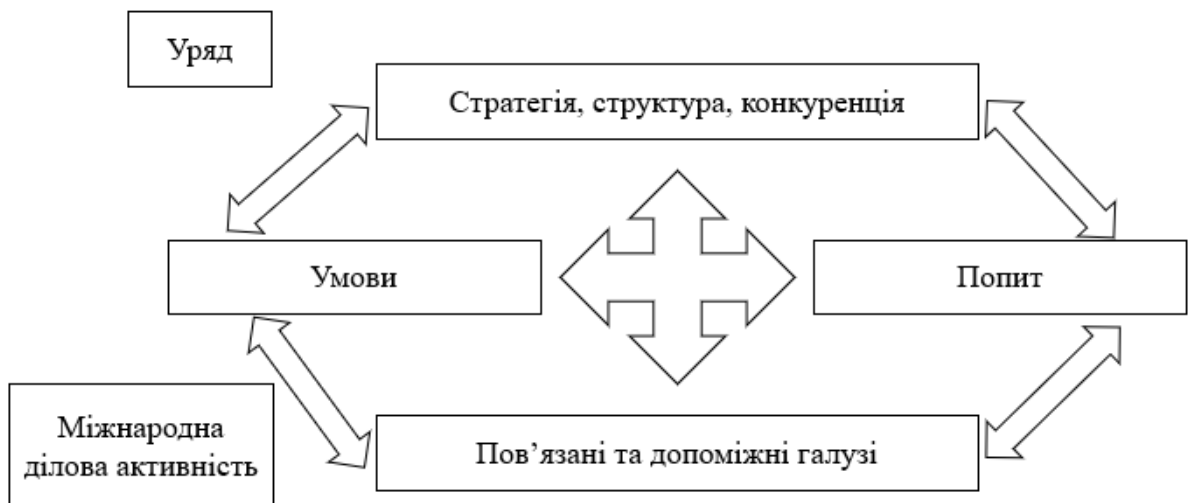 Уряд
Стратегія, структура, конкуренція
Умови
Попит
Міжнародна
ділова активність
Пов’язані та допоміжні галузі